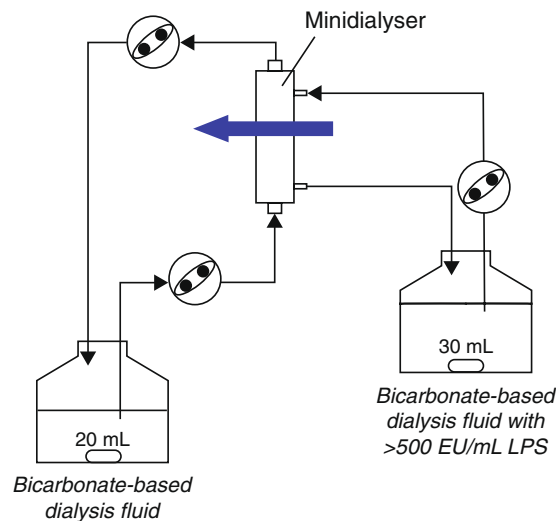 Minidialyser
30 mL
Bicarbonate-based
dialysis fluid with
>500 EU/mL LPS
20 mL
Bicarbonate-based
dialysis fluid